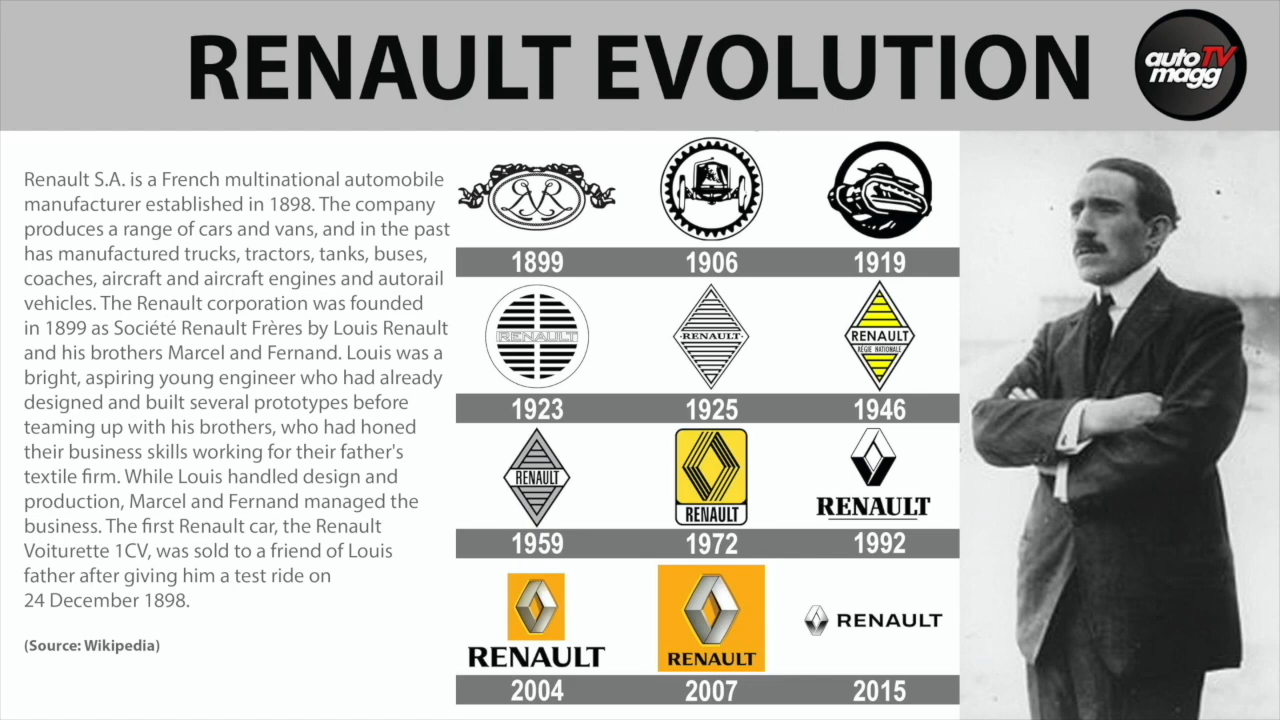 RENAULT EVOLUTION
auto TV
magg
Renault S.A. is a French multinational automobile
manufacturer established in 1898. The company
produces a range of cars and vans, and in the past
has manufactured trucks, tractors, tanks, buses,
coaches, aircraft and aircraft engines and autorail
vehicles. The Renault corporation was founded
in 1899 as Société Renault Frères by Louis Renault
and his brothers Marcel and Fernand. Louis was a
bright, aspiring young engineer who had already
designed and built several prototypes before
teaming up with his brothers, who had honed
their business skills working for their father's
textile firm. While Louis handled design and
production, Marcel and Fernand managed the
business. The first Renault car, the Renault
Voiturette 1CV, was sold to a friend of Louis
father after giving him a test ride on
24 December 1898.
(Source: Wikipedia)
1899 1906 1919
RENAULT
·RENAULT·
RENAULT
RÉGIE NATIONALE
1923 1925 1946
RENAULT
RENAULT
RENAULT
1959 1972 1992
RENAULT
RENAULT
RENAULT
2004 2007 2015